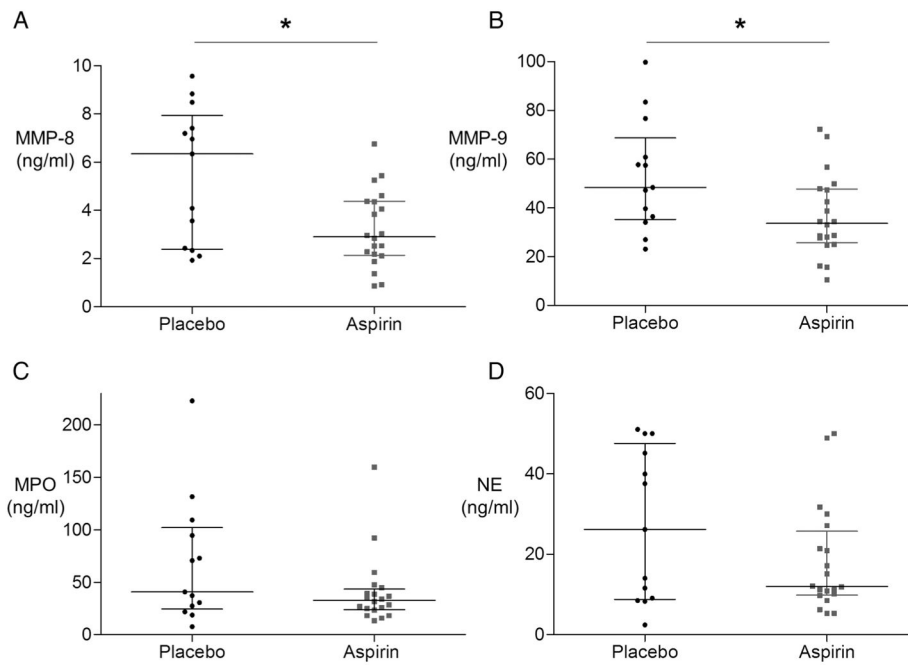 A
*
10
8
6
4
2
0
MMP-8
(ng/ml)
Placebo
Aspirin
B
*
100
80
60
40
20
0
MMP-9
(ng/ml)
Placebo
Aspirin
C
200
150
100
50
0
MPO
(ng/ml)
Placebo
Aspirin
D
60
40
20
0
NE
(ng/ml)
Placebo
Aspirin